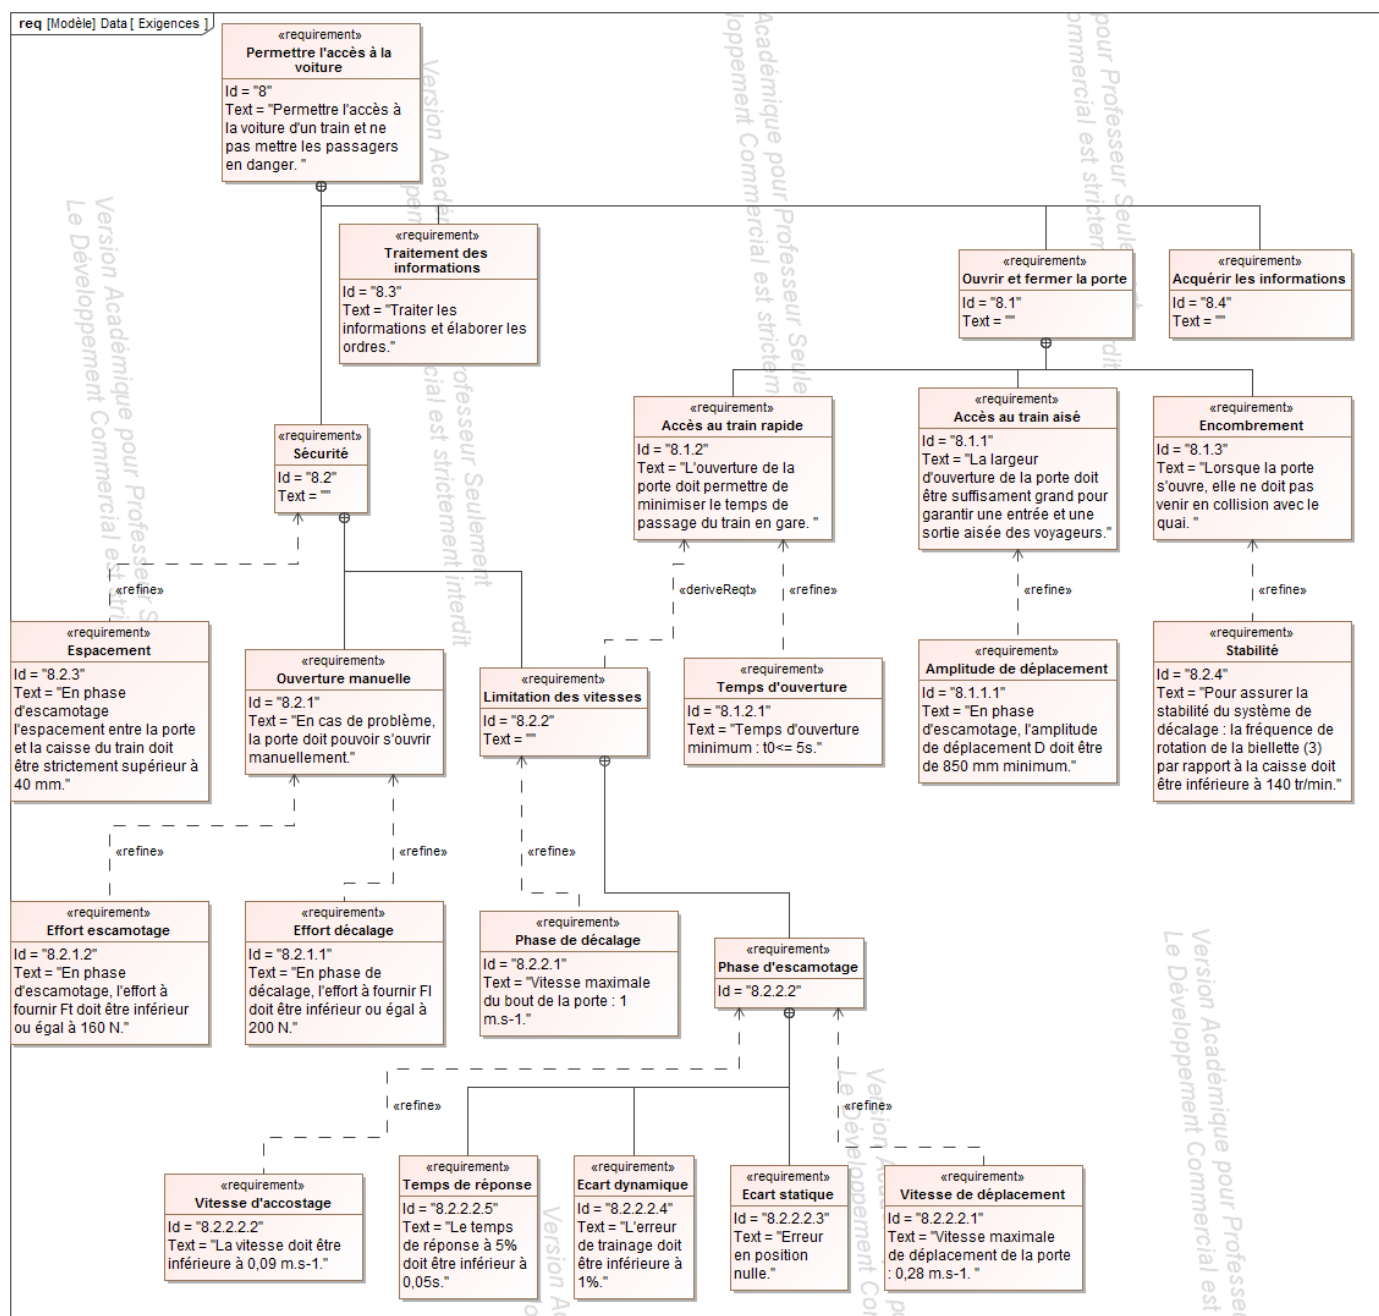 req [Modèle] Data [ Exigences ]
«requirement»
Permettre l'accès à la
voiture
Id = "8"
Text = "Permettre l'accès à
la voiture d'un train et ne
pas mettre les passagers
en danger. "
«requirement»
Traitement des
informations
Id = "8.3"
Text = "Traiter les
informations et élaborer les
ordres."
«requirement»
Ouvrir et fermer la porte
Id = "8.1"
Text = ""
«requirement»
Acquérir les informations
Id = "8.4"
Text = ""
«requirement»
Sécurité
Id = "8.2"
Text = ""
«requirement»
Accès au train rapide
Id = "8.1.2"
Text = "L'ouverture de la
porte doit permettre de
minimiser le temps de
passage du train en gare. "
«requirement»
Accès au train aisé
Id = "8.1.1"
Text = "La largeur
d'ouverture de la porte doit
être suffisament grand pour
garantir une entrée et une
sortie aisée des voyageurs."
«requirement»
Encombrement
Id = "8.1.3"
Text = "Lorsque la porte
s'ouvre, elle ne doit pas
venir en collision avec le
quai. "
«refine»
«deriveReqt»
«refine»
«refine»
«refine»
«requirement»
Espacement
Id = "8.2.3"
Text = "En phase
d'escamotage
l'espacement entre la porte
et la caisse du train doit
être strictement supérieur à
40 mm."
«requirement»
Ouverture manuelle
Id = "8.2.1"
Text = "En cas de problème,
la porte doit pouvoir s'ouvrir
manuellement."
«requirement»
Limitation des vitesses
Id = "8.2.2"
Text = ""
«requirement»
Temps d'ouverture
Id = "8.1.2.1"
Text = "Temps d'ouverture
minimum : t0<= 5s."
«requirement»
Amplitude de déplacement
Id = "8.1.1.1"
Text = "En phase
d'escamotage, l'amplitude
de déplacement D doit être
de 850 mm minimum."
«requirement»
Stabilité
Id = "8.2.4"
Text = "Pour assurer la
stabilité du système de
décalage : la fréquence de
rotation de la biellette (3)
par rapport à la caisse doit
être inférieure à 140 tr/min."
«refine»
«refine»
«refine»
«requirement»
Effort escamotage
Id = "8.2.1.2"
Text = "En phase
d'escamotage, l'effort à
fournir Ft doit être inférieur
ou égal à 160 N."
«requirement»
Effort décalage
Id = "8.2.1.1"
Text = "En phase de
décalage, l'effort à fournir Fl
doit être inférieur ou égal à
200 N."
«requirement»
Phase de décalage
Id = "8.2.2.1"
Text = "Vitesse maximale
du bout de la porte : 1
m.s-1."
«requirement»
Phase d'escamotage
Id = "8.2.2.2"
«refine»
«refine»
«requirement»
Vitesse d'accostage
Id = "8.2.2.2.2"
Text = "La vitesse doit être
inférieure à 0,09 m.s-1."
«requirement»
Temps de réponse
Id = "8.2.2.2.5"
Text = "Le temps
de réponse à 5%
doit être inférieur à
0,05s."
«requirement»
Ecart dynamique
Id = "8.2.2.2.4"
Text = "L'erreur
de trainage doit
être inférieure à
1%."
«requirement»
Ecart statique
Id = "8.2.2.2.3"
Text = "Erreur
en position
nulle."
«requirement»
Vitesse de déplacement
Id = "8.2.2.2.1"
Text = "Vitesse maximale
de déplacement de la porte
: 0,28 m.s-1. "